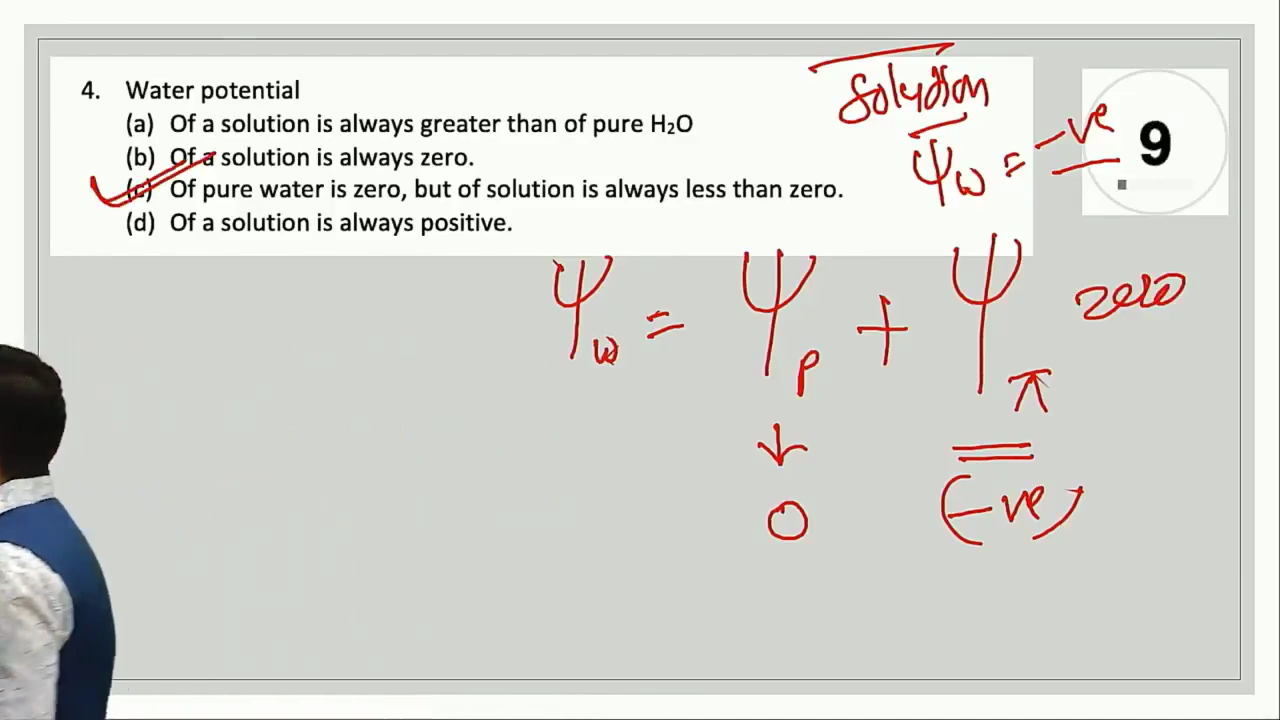 4. Water potential
(a) Of a solution is always greater than of pure H₂O
(b) Of a solution is always zero.
(c) Of pure water is zero, but of solution is always less than zero.
(d) Of a solution is always positive.
Solution
Ψw = -ve
9
Ψw = Ψp + Ψπ zero
↓
0 (-ve)